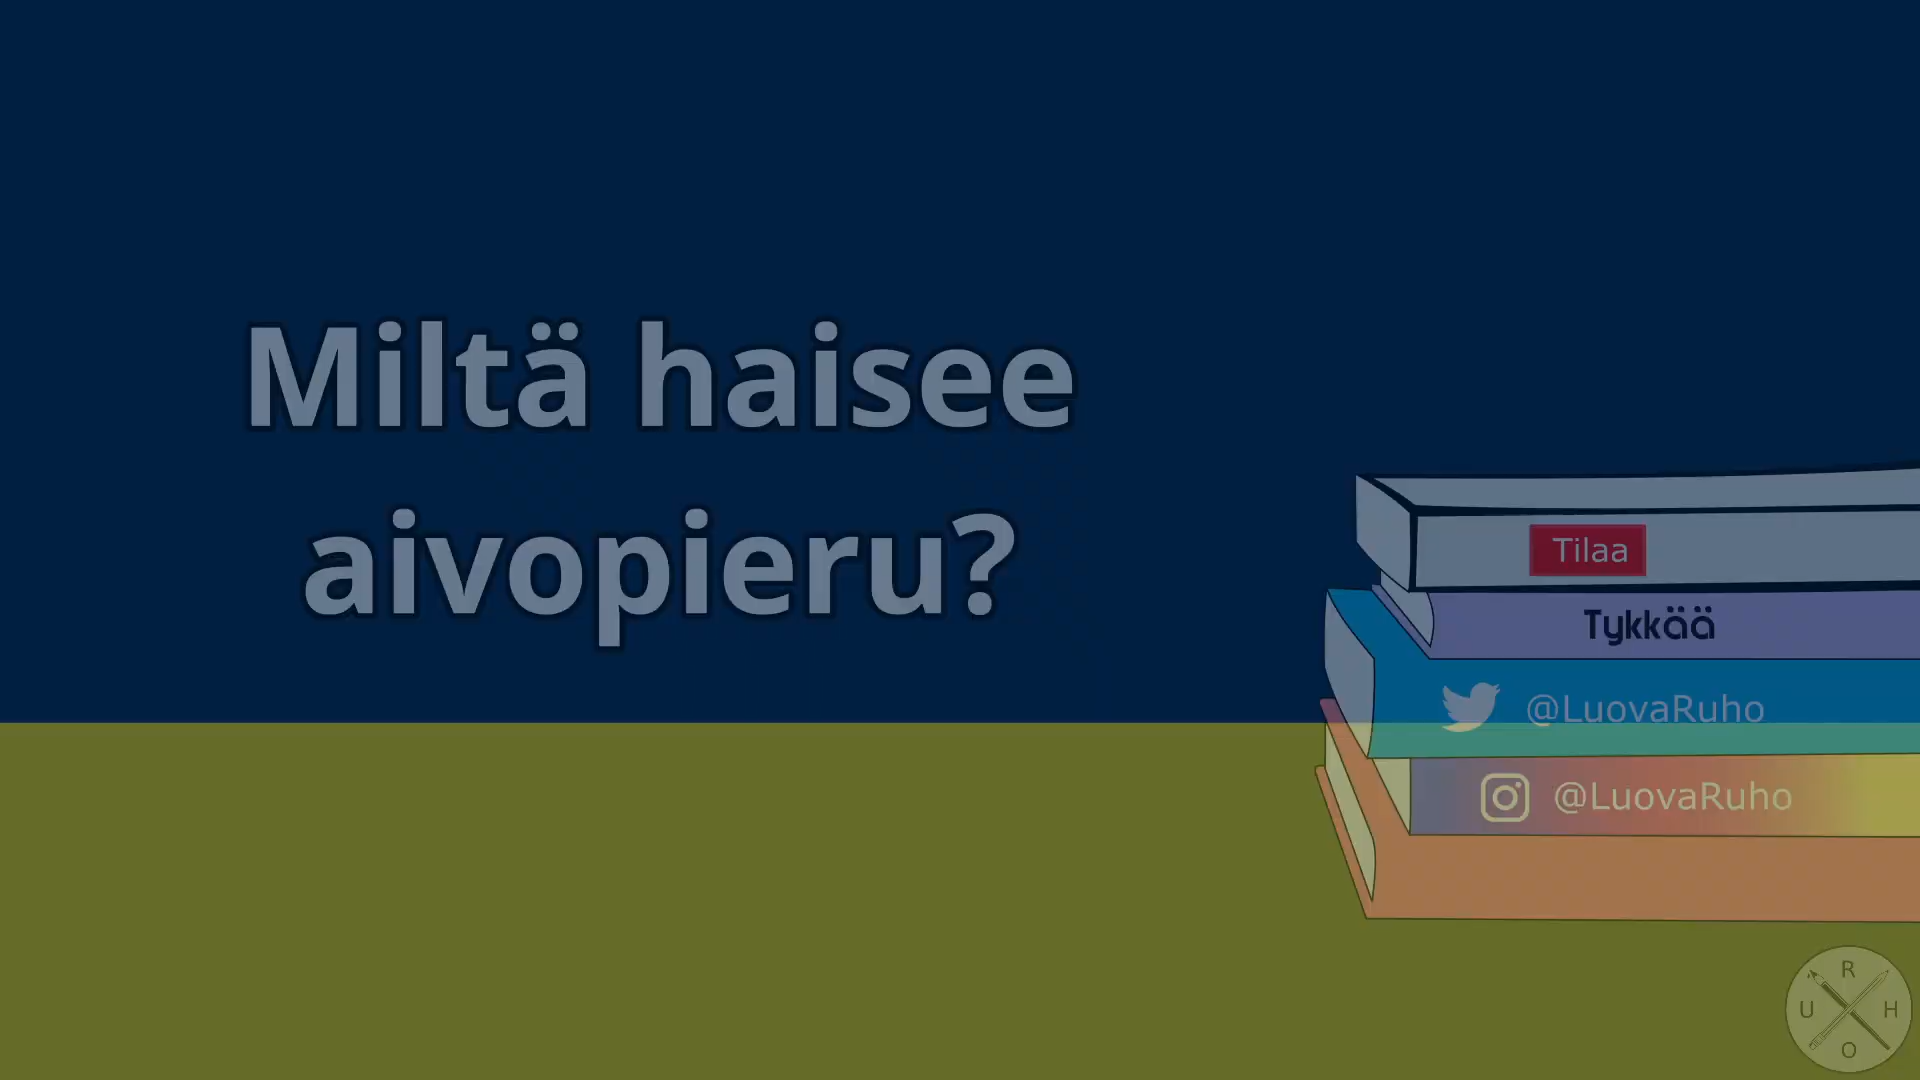 Miltä haisee
aivopieru?
Tilaa
Tykkää
@LuovaRuho
@LuovaRuho
R
U H
O